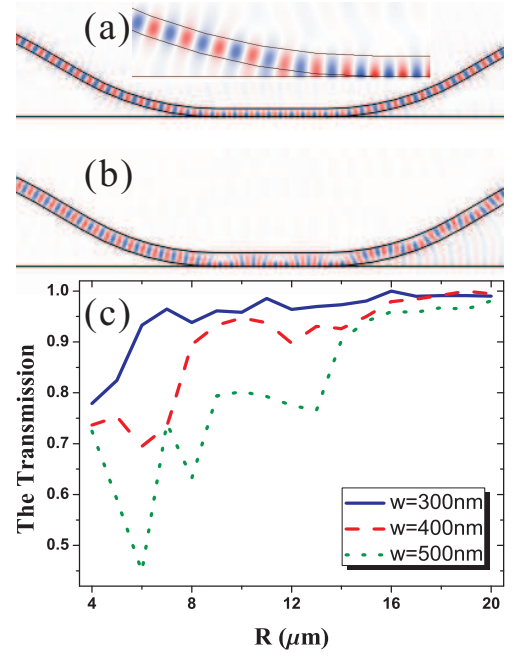 (a)
(b)
(c)
The Transmission
1.0
0.9
0.8
0.7
0.6
0.5
w=300nm
w=400nm
w=500nm
4
8
12
16
20
R (μm)